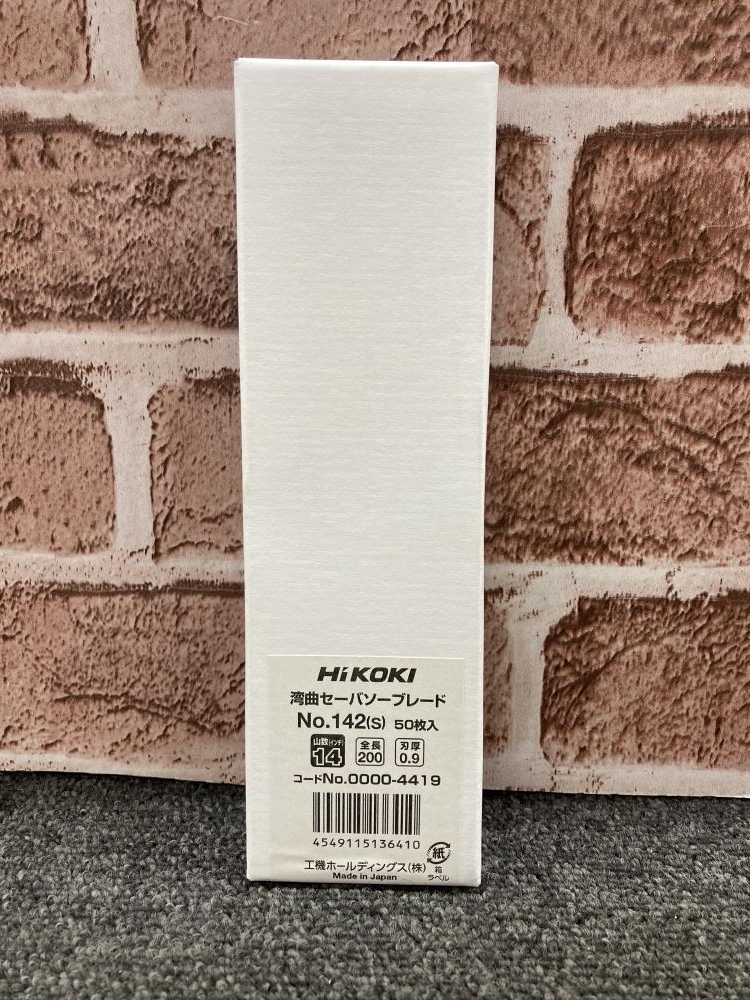 HiKOKI
湾曲セーバソーブレード
No.142(S) 50枚入
山数(インチ) 14 全長 200 刃厚 0.9
コードNo.0000-4419
4549115136410
工機ホールディングス(株)
Made in Japan
紙
箱
ラベル